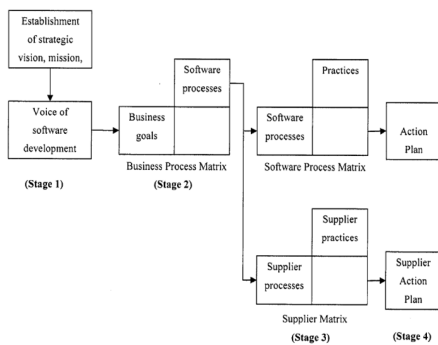 Establishment
of strategic
vision, mission,
Voice of
software
development
(Stage 1)
Software
processes
Business
goals
Business Process Matrix
(Stage 2)
Practices
Software
processes
Software Process Matrix
Action
Plan
Supplier
practices
Supplier
processes
Supplier Matrix
(Stage 3)
Supplier
Action
Plan
(Stage 4)